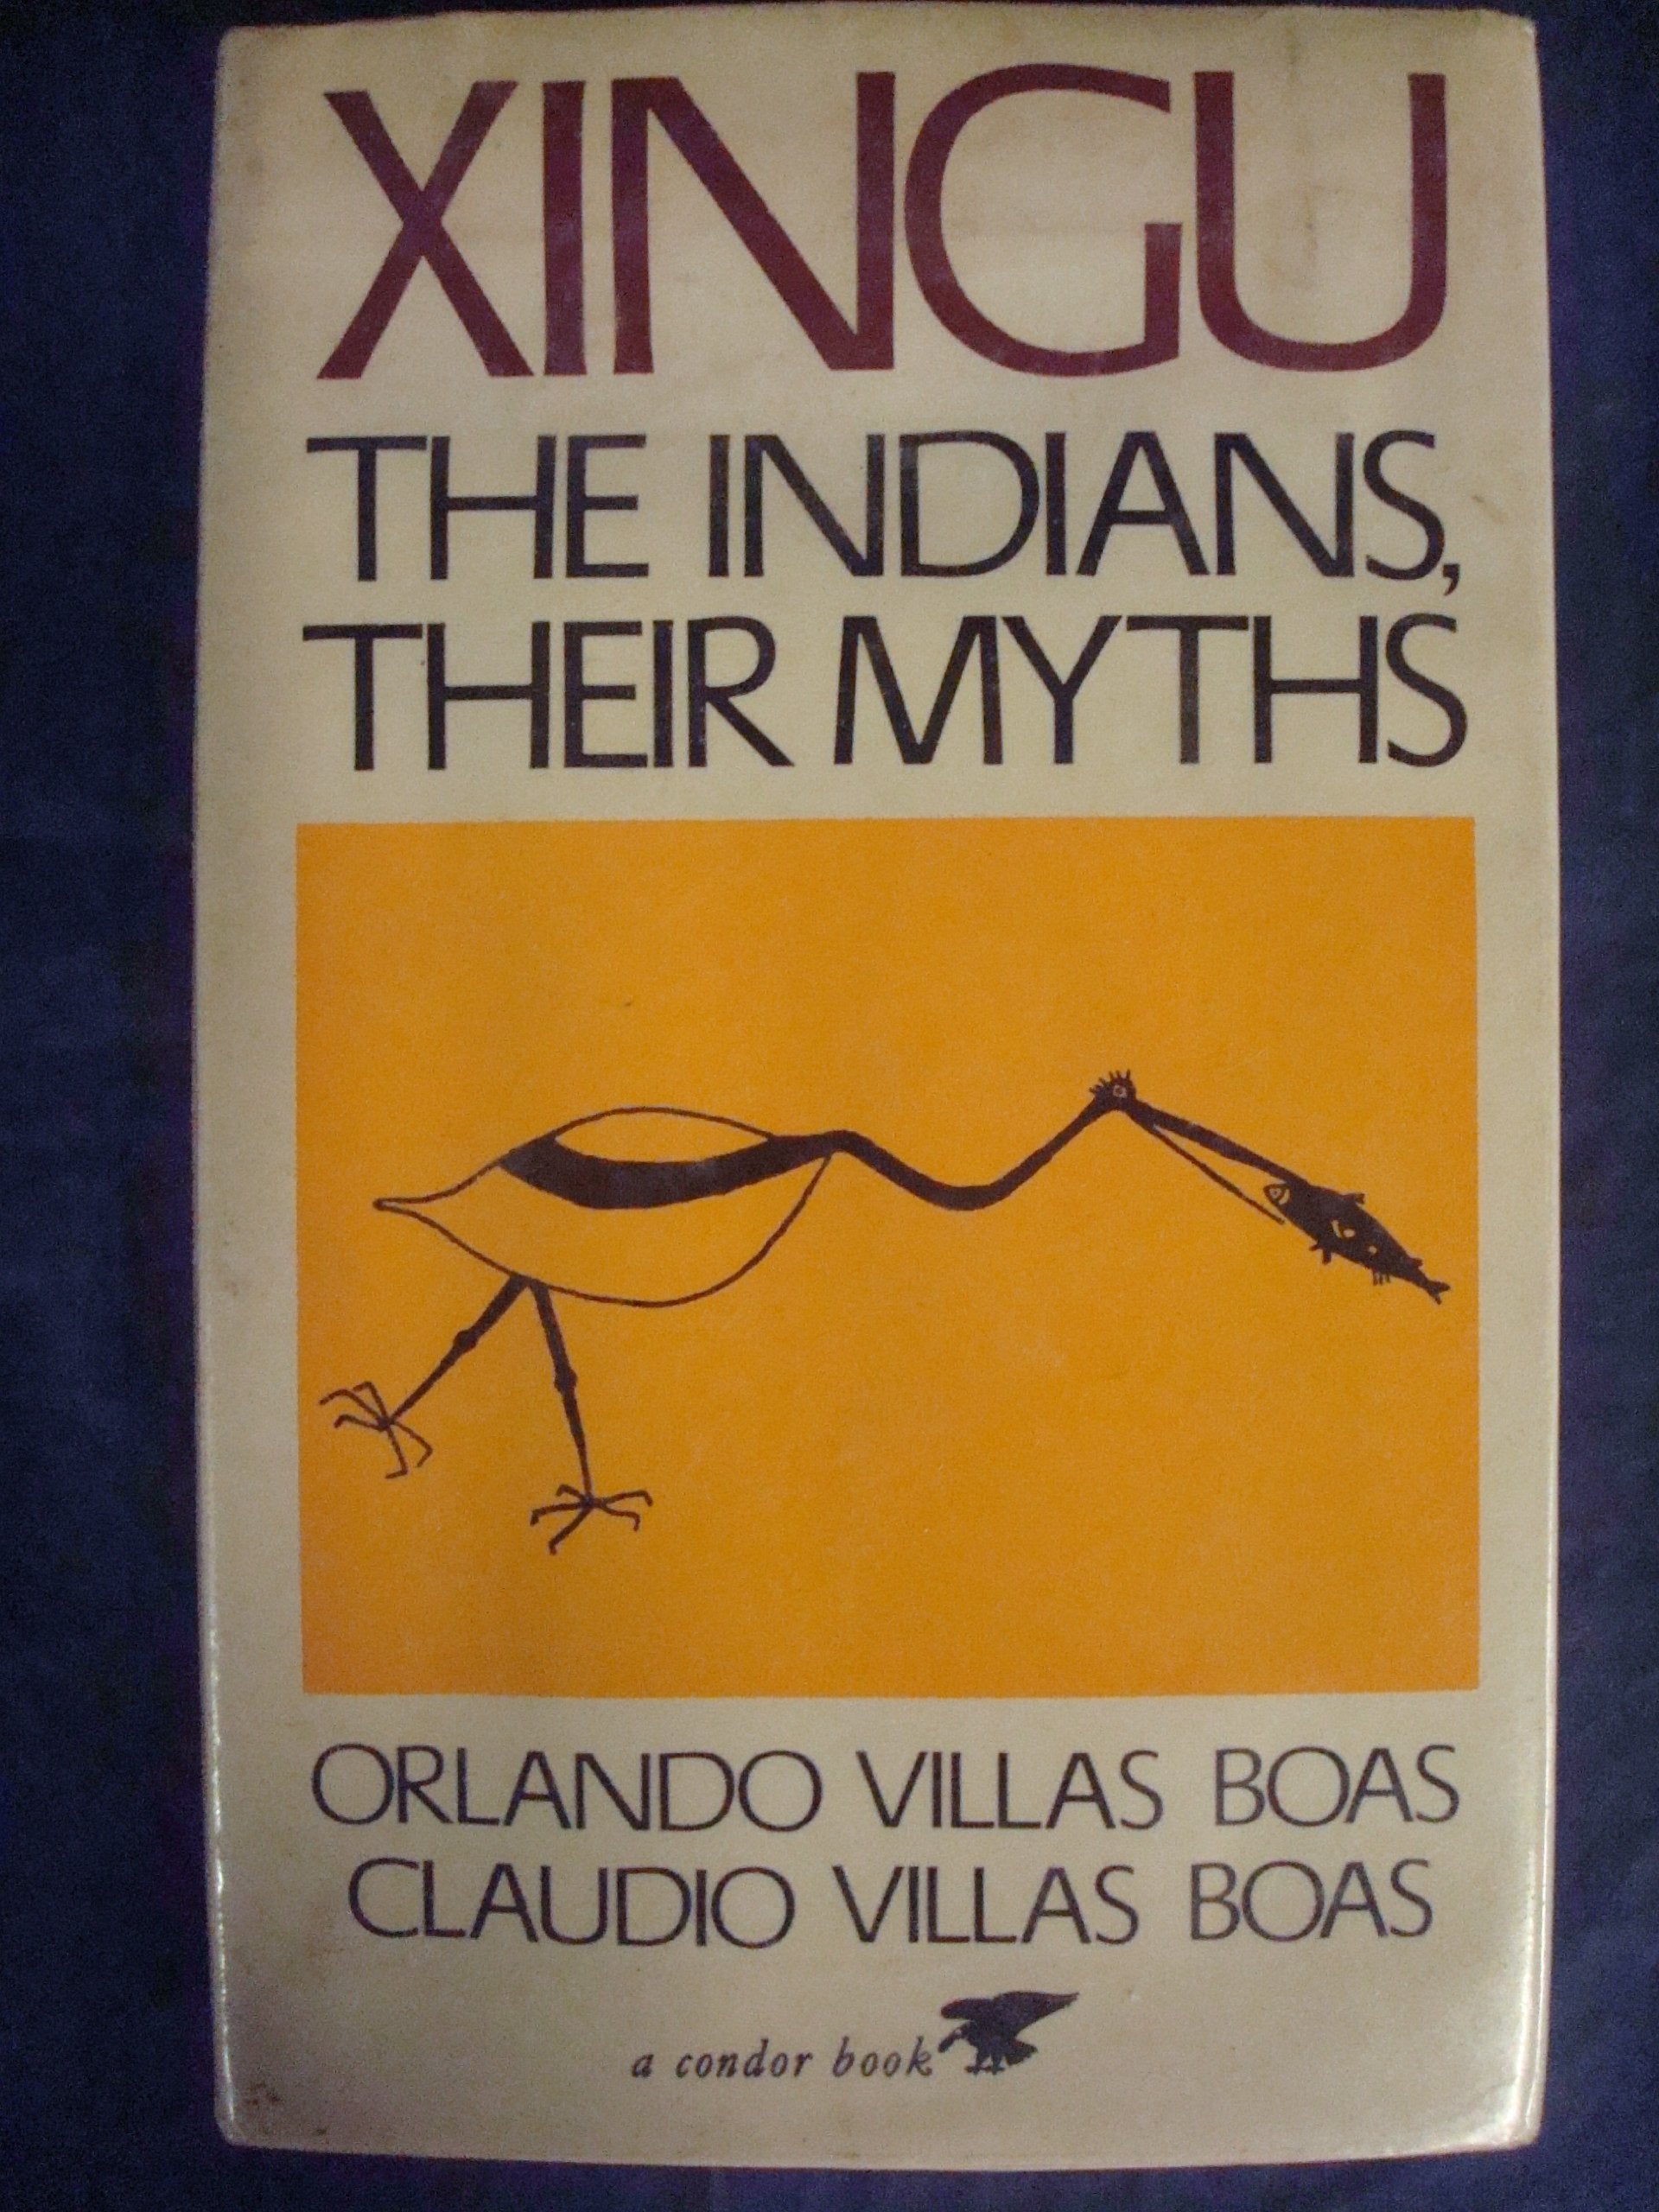 XINGU
THE INDIANS,
THEIR MYTHS
ORLANDO VILLAS BOAS
CLAUDIO VILLAS BOAS
a condor book